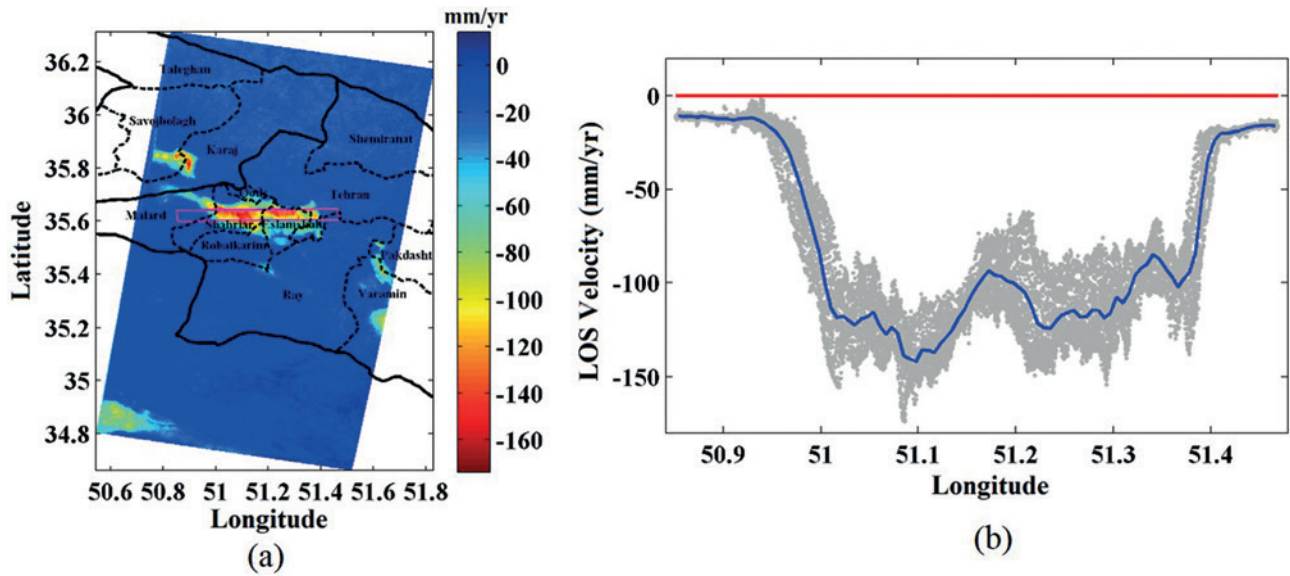 mm/yr
36.2
36
35.8
35.6
35.4
35.2
35
34.8
Latitude
Taleghan
Savojbolagh
Karaj
Shemiranat
Tehran
Malard
Shahriar
Robatkarim
Pakdasht
Ray
Varamin
50.6 50.8 51 51.2 51.4 51.6 51.8
Longitude
(a)
0
-20
-40
-60
-80
-100
-120
-140
-160
LOS Velocity (mm/yr)
0
-50
-100
-150
50.9 51 51.1 51.2 51.3 51.4
Longitude
(b)